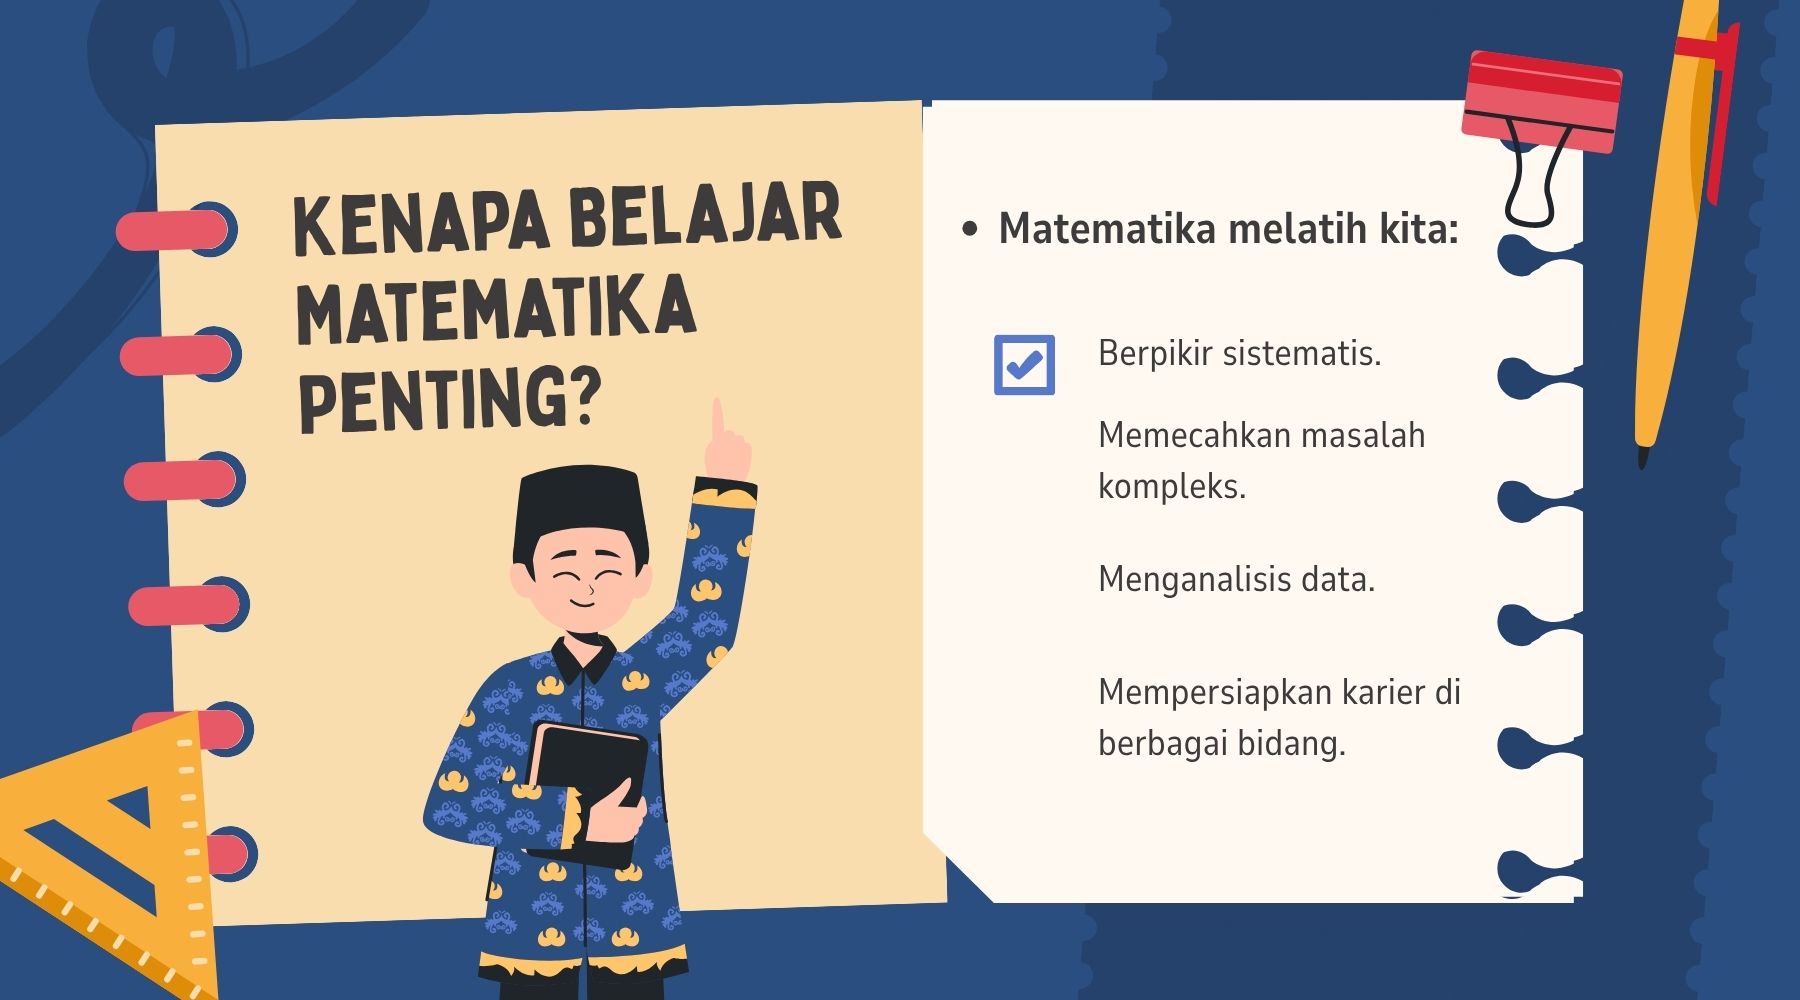 KENAPA BELAJAR
MATEMATIKA
PENTING?
• Matematika melatih kita:
Berpikir sistematis.
Memecahkan masalah
kompleks.
Menganalisis data.
Mempersiapkan karier di
berbagai bidang.